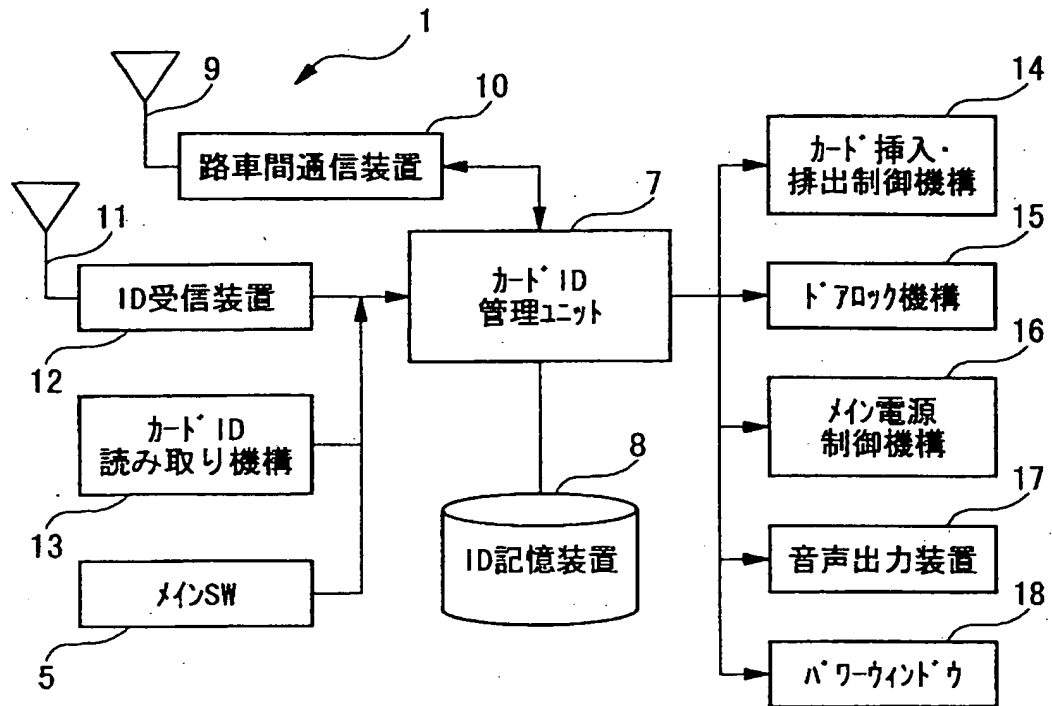 1
9
10
路車間通信装置
11
ID受信装置
12
カード ID
読み取り機構
13
メインSW
5
7
カード ID
管理ユニット
8
ID記憶装置
14
カード 挿入・
排出制御機構
15
ドアロック機構
16
メイン電源
制御機構
17
音声出力装置
18
パワーウィンドウ